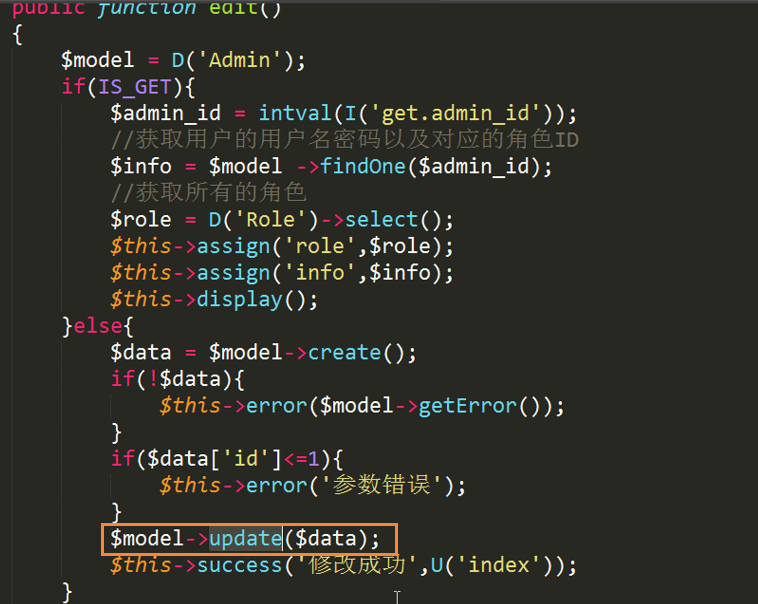 public function edit()
{
$model = D('Admin');
if(IS_GET){
$admin_id = intval(I('get.admin_id'));
//获取用户的用户名密码以及对应的角色ID
$info = $model ->findOne($admin_id);
//获取所有的角色
$role = D('Role')->select();
$this->assign('role',$role);
$this->assign('info',$info);
$this->display();
}else{
$data = $model->create();
if(!$data){
$this->error($model->getError());
}
if($data['id']<=1){
$this->error('参数错误');
}
$model->update($data);
$this->success('修改成功',U('index'));
}